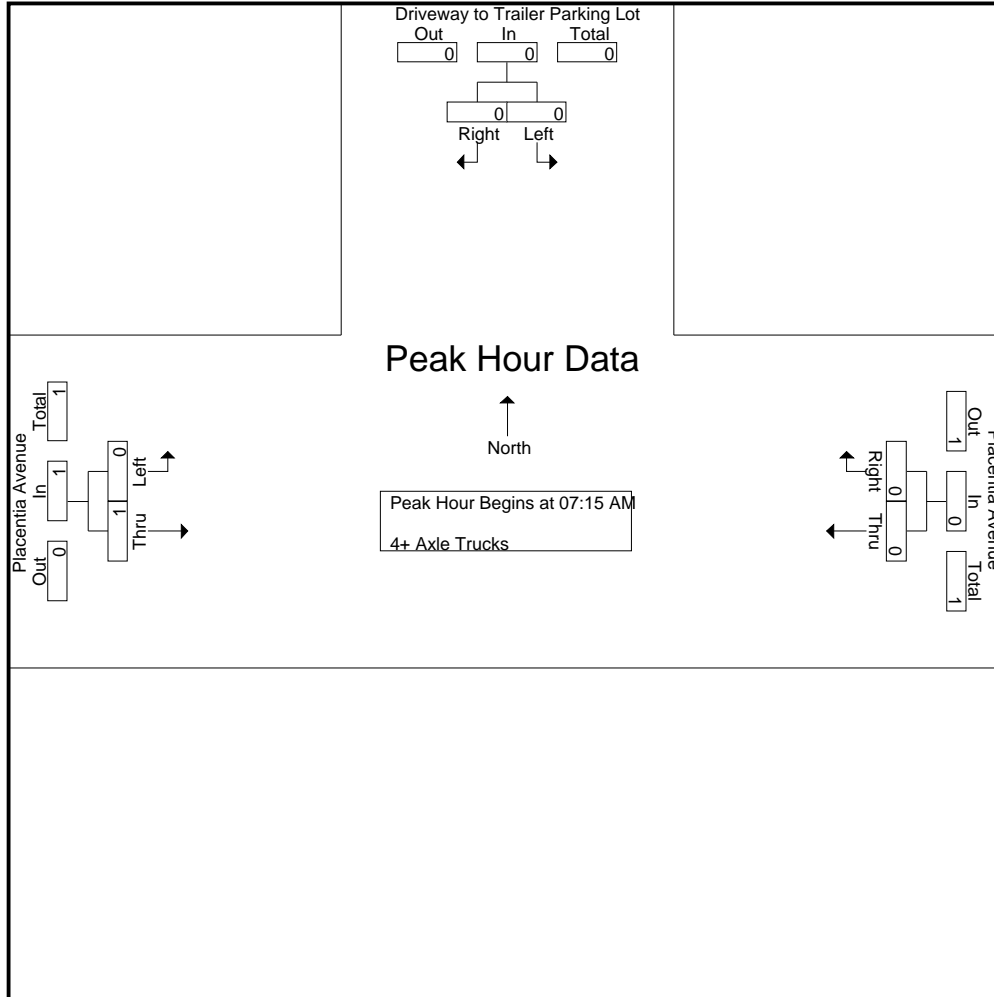 Driveway to Trailer Parking Lot
Out In Total
0 0 0
0 0
Right Left
Peak Hour Data
North
Peak Hour Begins at 07:15 AM
4+ Axle Trucks
Placentia Avenue
Out In Total
0 1 1
1 0
Thru Left
Placentia Avenue
Out In Total
1 0 1
0 0
Right Thru